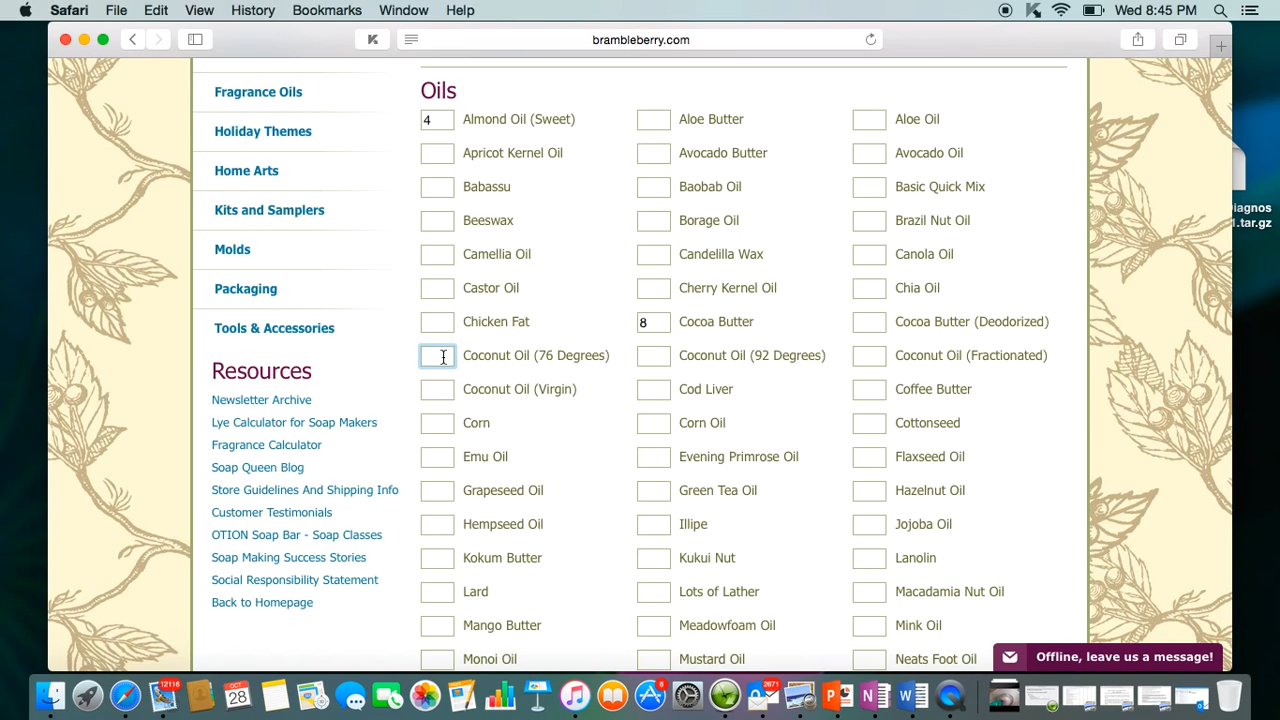 Safari File Edit View History Bookmarks Window Help Wed 8:45 PM
brambleberry.com
Fragrance Oils
Holiday Themes
Home Arts
Kits and Samplers
Molds
Packaging
Tools & Accessories
Resources
Newsletter Archive
Lye Calculator for Soap Makers
Fragrance Calculator
Soap Queen Blog
Store Guidelines And Shipping Info
Customer Testimonials
OTION Soap Bar - Soap Classes
Soap Making Success Stories
Social Responsibility Statement
Back to Homepage
Oils
4 Almond Oil (Sweet) Aloe Butter Aloe Oil
Apricot Kernel Oil Avocado Butter Avocado Oil
Babassu Baobab Oil Basic Quick Mix
Beeswax Borage Oil Brazil Nut Oil
Camellia Oil Candelilla Wax Canola Oil
Castor Oil Cherry Kernel Oil Chia Oil
Chicken Fat 8 Cocoa Butter Cocoa Butter (Deodorized)
Coconut Oil (76 Degrees) Coconut Oil (92 Degrees) Coconut Oil (Fractionated)
Coconut Oil (Virgin) Cod Liver Coffee Butter
Corn Corn Oil Cottonseed
Emu Oil Evening Primrose Oil Flaxseed Oil
Grapeseed Oil Green Tea Oil Hazelnut Oil
Hempseed Oil Illipe Jojoba Oil
Kokum Butter Kukui Nut Lanolin
Lard Lots of Lather Macadamia Nut Oil
Mango Butter Meadowfoam Oil Mink Oil
Monoi Oil Mustard Oil Neats Foot Oil
Offline, leave us a message!
iagnos
1.tar.gz
12116
OCT
28
6
2671